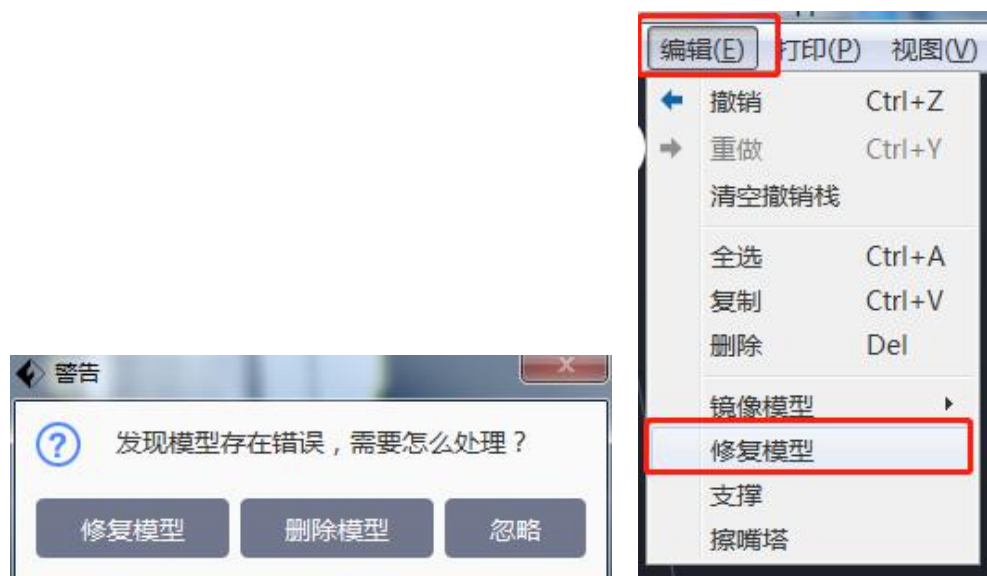 警告
发现模型存在错误，需要怎么处理？
修复模型 删除模型 忽略
编辑(E) 打印(P) 视图(V)
撤销 Ctrl+Z
重做 Ctrl+Y
清空撤销栈
全选 Ctrl+A
复制 Ctrl+V
删除 Del
镜像模型
修复模型
支撑
擦嘴塔